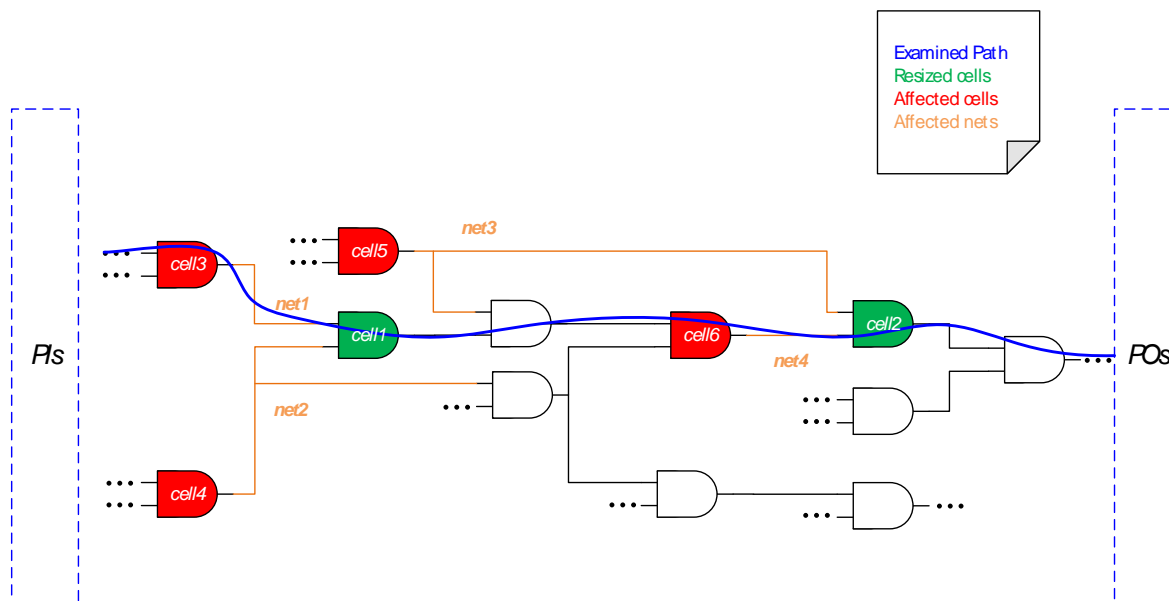 Examined Path
Resized cells
Affected cells
Affected nets
net3
cell5
cell3
net1
cell1
cell2
cell6
PIs
net4
POs
net2
cell4